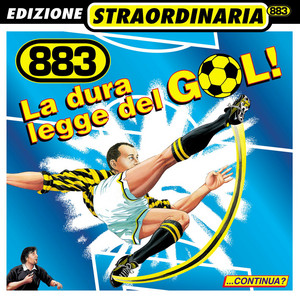 EDIZIONE STRAORDINARIA 883
883
La dura
legge del GOL!
...CONTINUA?